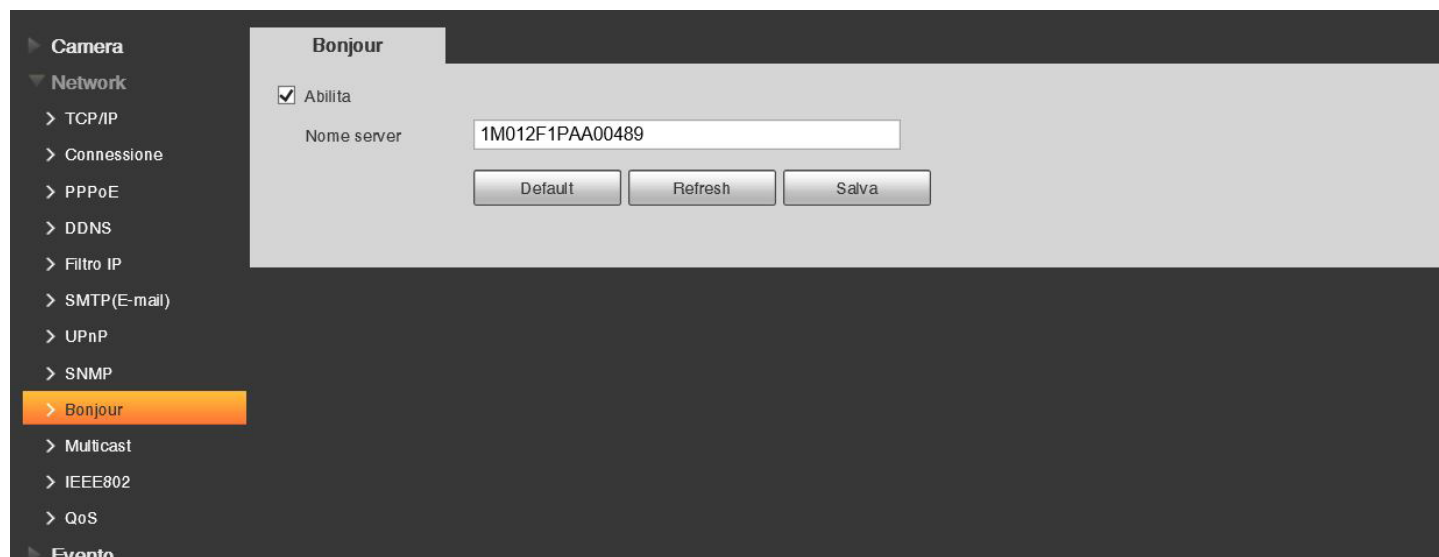 Camera
Network
TCP/IP
Connessione
PPPoE
DDNS
Filtro IP
SMTP(E-mail)
UPnP
SNMP
Bonjour
Multicast
IEEE802
QoS
Evento
Bonjour
Abilita
Nome server 1M012F1PAA00489
Default Refresh Salva